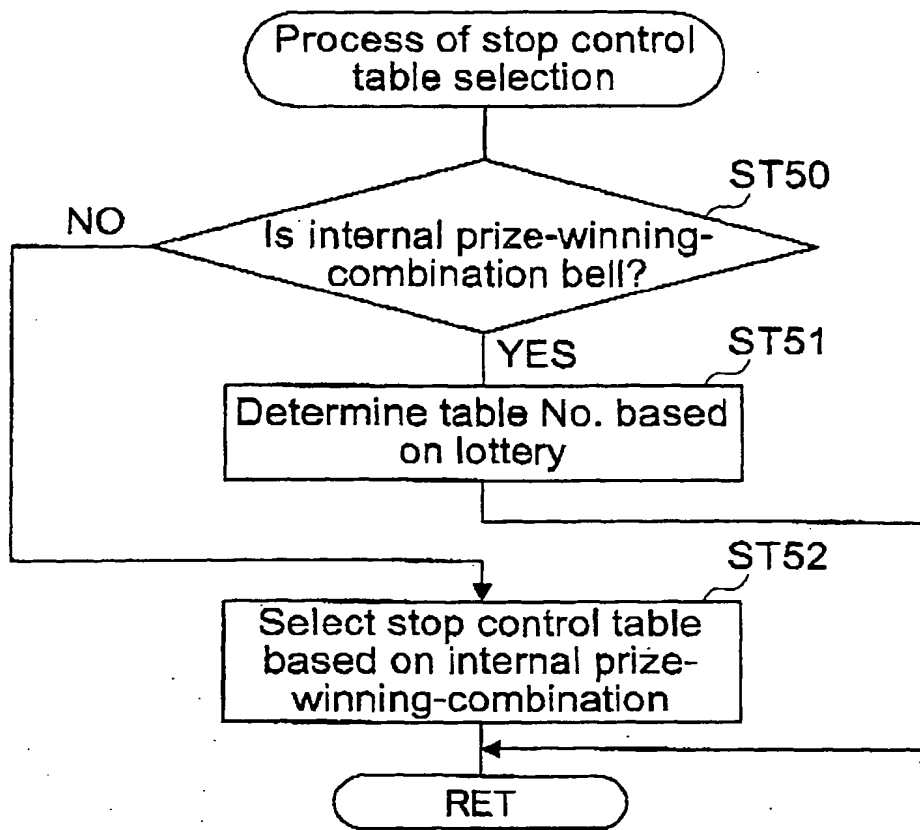 Process of stop control
table selection
ST50
NO
Is internal prize-winning-
combination bell?
YES
ST51
Determine table No. based
on lottery
ST52
Select stop control table
based on internal prize-
winning-combination
RET